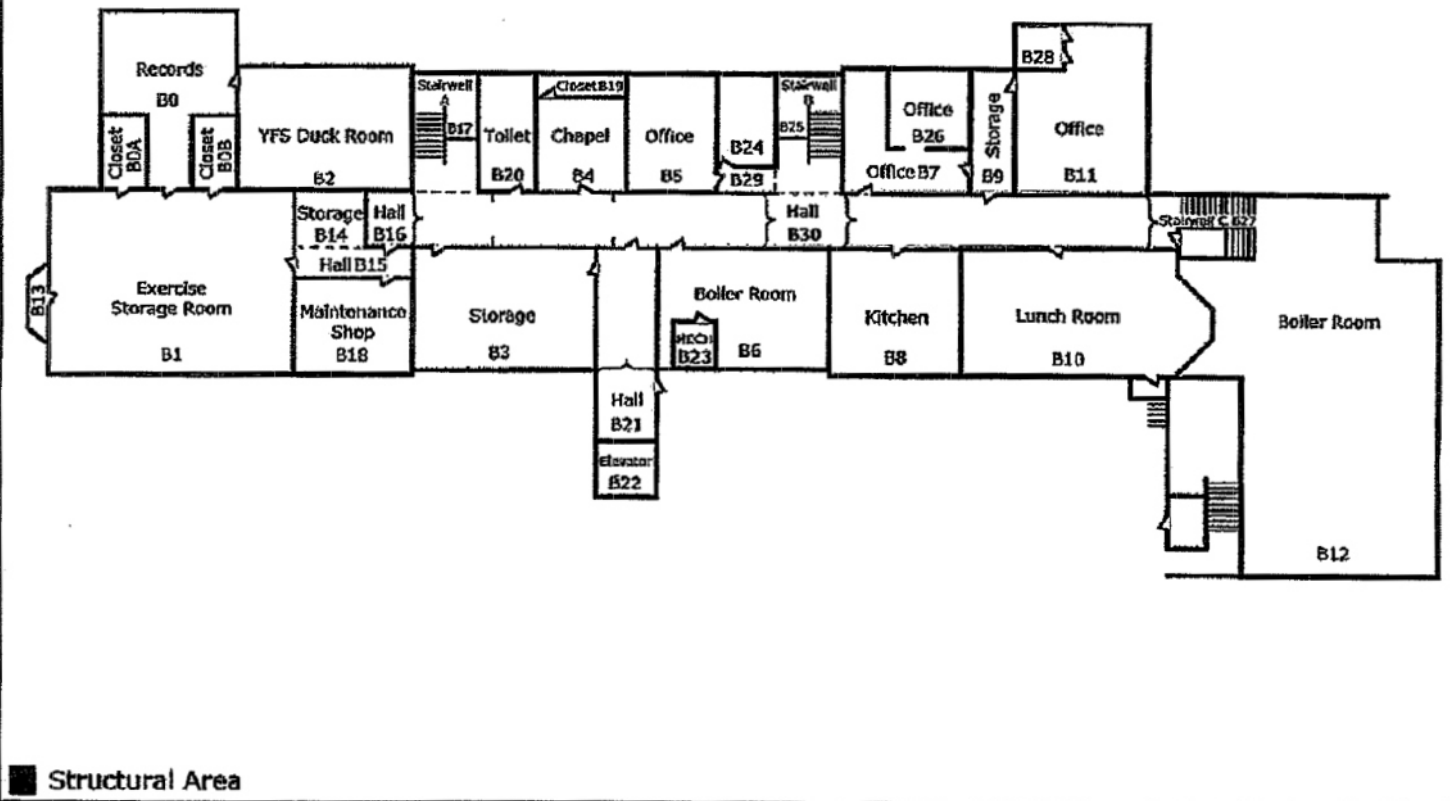 Records
B0
Closet
B0A
Closet
B0B
YFS Duck Room
B2
Stairwell
A
B17
Toilet
B20
Closet B19
Chapel
B4
Office
B5
B24
B29
Stairwell
B
B25
Office
B26
Office B7
Storage
B9
B28
Office
B11
Storage
B14
Hall
B16
Hall B15
Hall
B30
Stairwell C B27
B13
Exercise
Storage Room
B1
Maintenance
Shop
B18
Storage
B3
Boiler Room
B23
B6
Kitchen
B8
Lunch Room
B10
Boiler Room
B12
Hall
B21
Elevator
B22
Structural Area